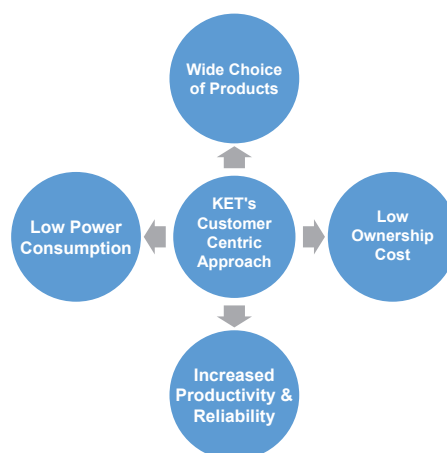 Wide Choice
of Products
Low Power
Consumption
KET's
Customer
Centric
Approach
Low
Ownership
Cost
Increased
Productivity &
Reliability